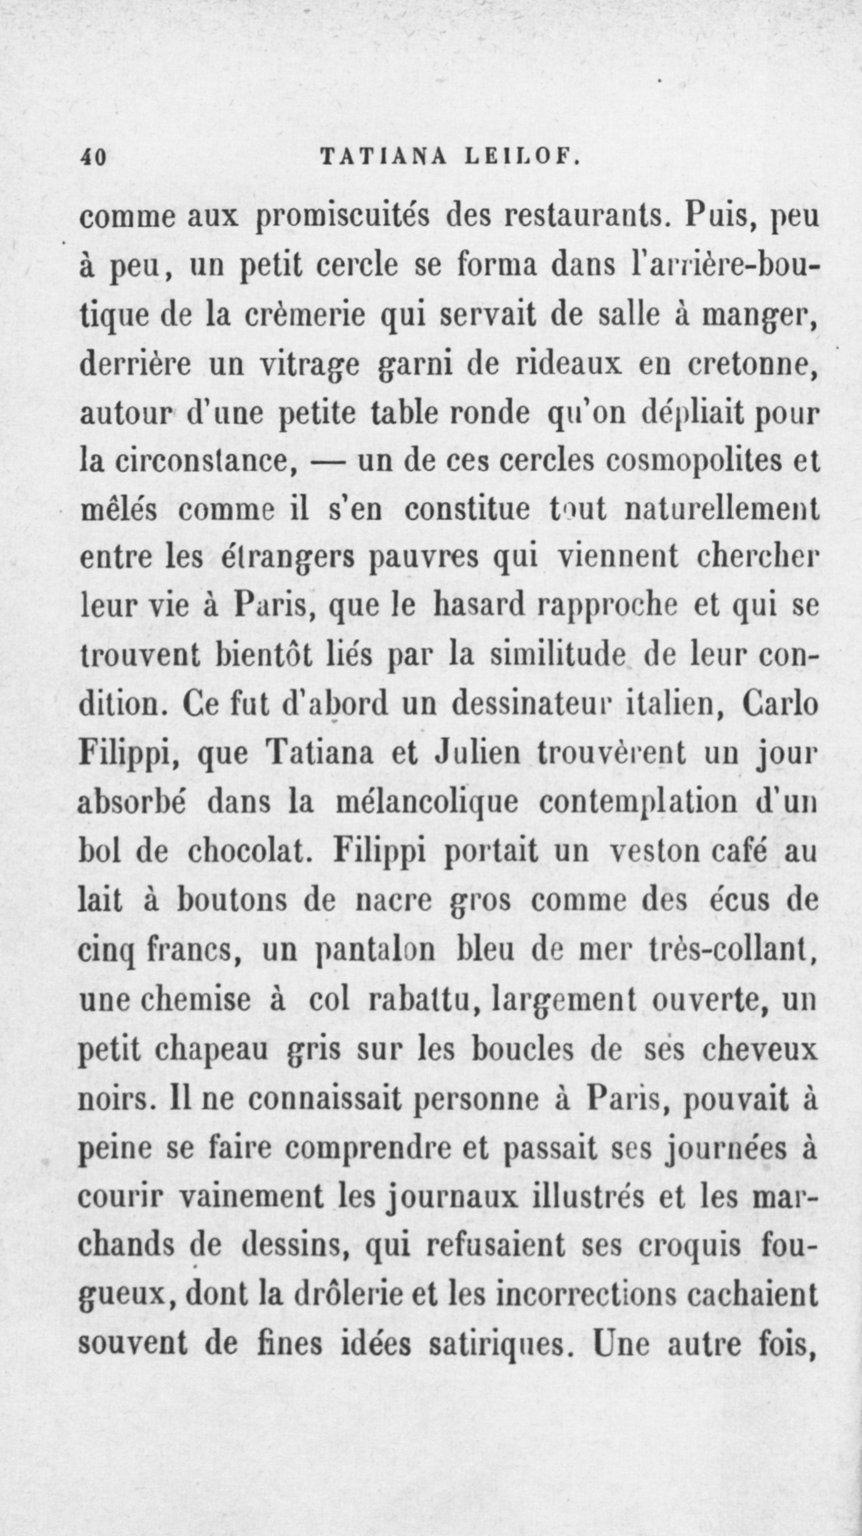 40 TATIANA LEILOF.
comme aux promiscuités des restaurants. Puis, peu
à peu, un petit cercle se forma dans l'arrière-bou-
tique de la crèmerie qui servait de salle à manger,
derrière un vitrage garni de rideaux en cretonne,
autour d'une petite table ronde qu'on dépliait pour
la circonstance, — un de ces cercles cosmopolites et
mêlés comme il s'en constitue tout naturellement
entre les étrangers pauvres qui viennent chercher
leur vie à Paris, que le hasard rapproche et qui se
trouvent bientôt liés par la similitude de leur con-
dition. Ce fut d'abord un dessinateur italien, Carlo
Filippi, que Tatiana et Julien trouvèrent un jour
absorbé dans la mélancolique contemplation d'un
bol de chocolat. Filippi portait un veston café au
lait à boutons de nacre gros comme des écus de
cinq francs, un pantalon bleu de mer très-collant,
une chemise à col rabattu, largement ouverte, un
petit chapeau gris sur les boucles de ses cheveux
noirs. Il ne connaissait personne à Paris, pouvait à
peine se faire comprendre et passait ses journées à
courir vainement les journaux illustrés et les mar-
chands de dessins, qui refusaient ses croquis fou-
gueux, dont la drôlerie et les incorrections cachaient
souvent de fines idées satiriques. Une autre fois,